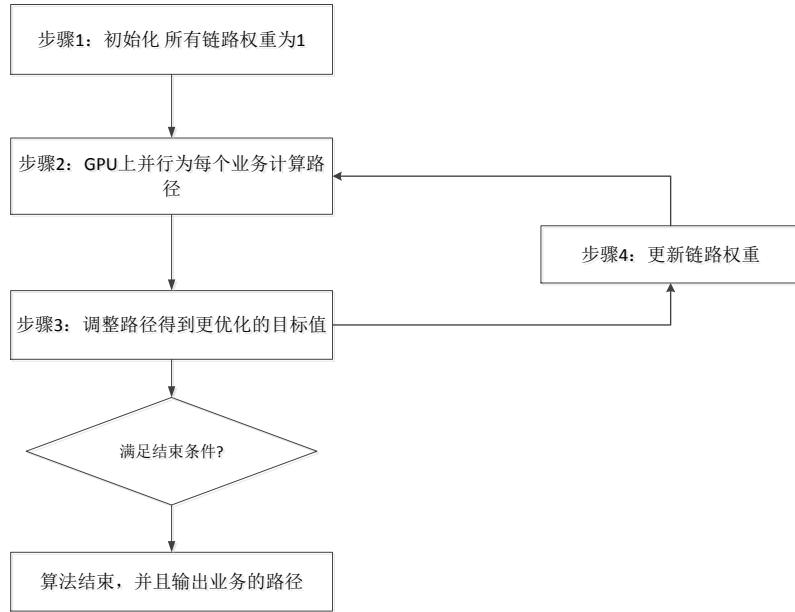 步骤1：初始化 所有链路权重为1
步骤2：GPU上并行为每个业务计算路
径
步骤4：更新链路权重
步骤3：调整路径得到更优化的目标值
满足结束条件?
算法结束，并且输出业务的路径